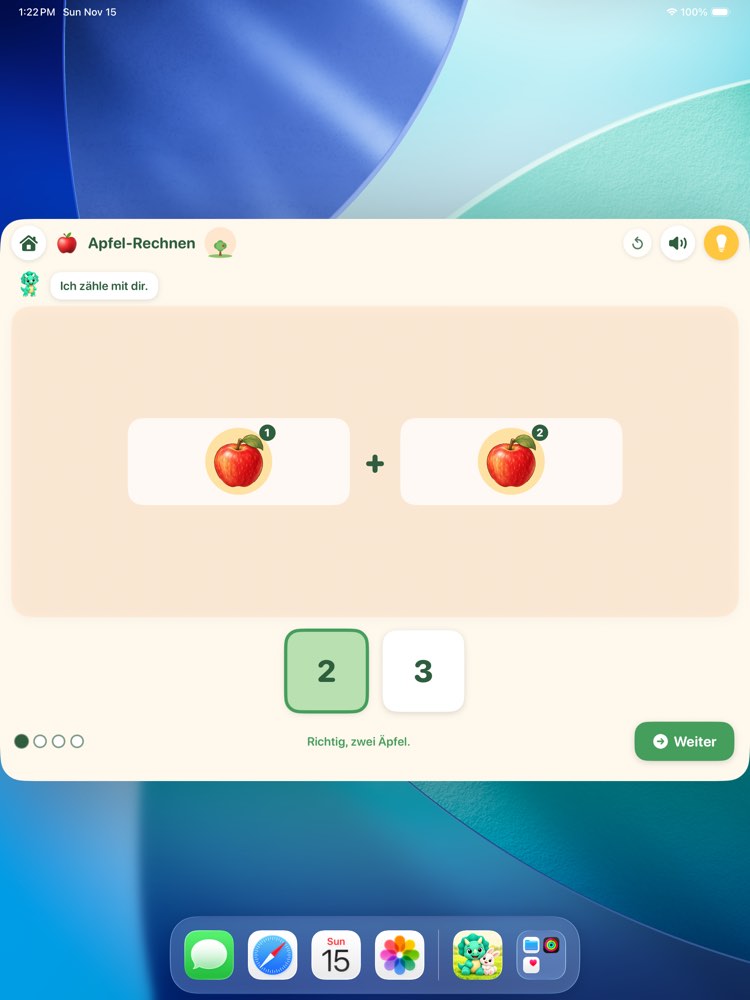 1:22 PM Sun Nov 15 100%
Apfel-Rechnen
Ich zähle mit dir.
1 2
+
2 3
Richtig, zwei Äpfel.
Weiter
Sun
15